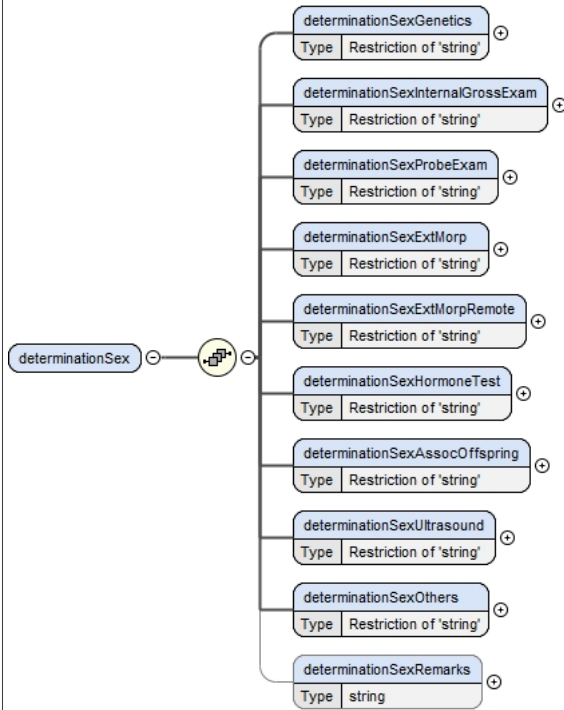 determinationSexGenetics
Type Restriction of 'string'
determinationSexInternalGrossExam
Type Restriction of 'string'
determinationSexProbeExam
Type Restriction of 'string'
determinationSexExtMorp
Type Restriction of 'string'
determinationSexExtMorpRemote
Type Restriction of 'string'
determinationSex
determinationSexHormoneTest
Type Restriction of 'string'
determinationSexAssocOffspring
Type Restriction of 'string'
determinationSexUltrasound
Type Restriction of 'string'
determinationSexOthers
Type Restriction of 'string'
determinationSexRemarks
Type string